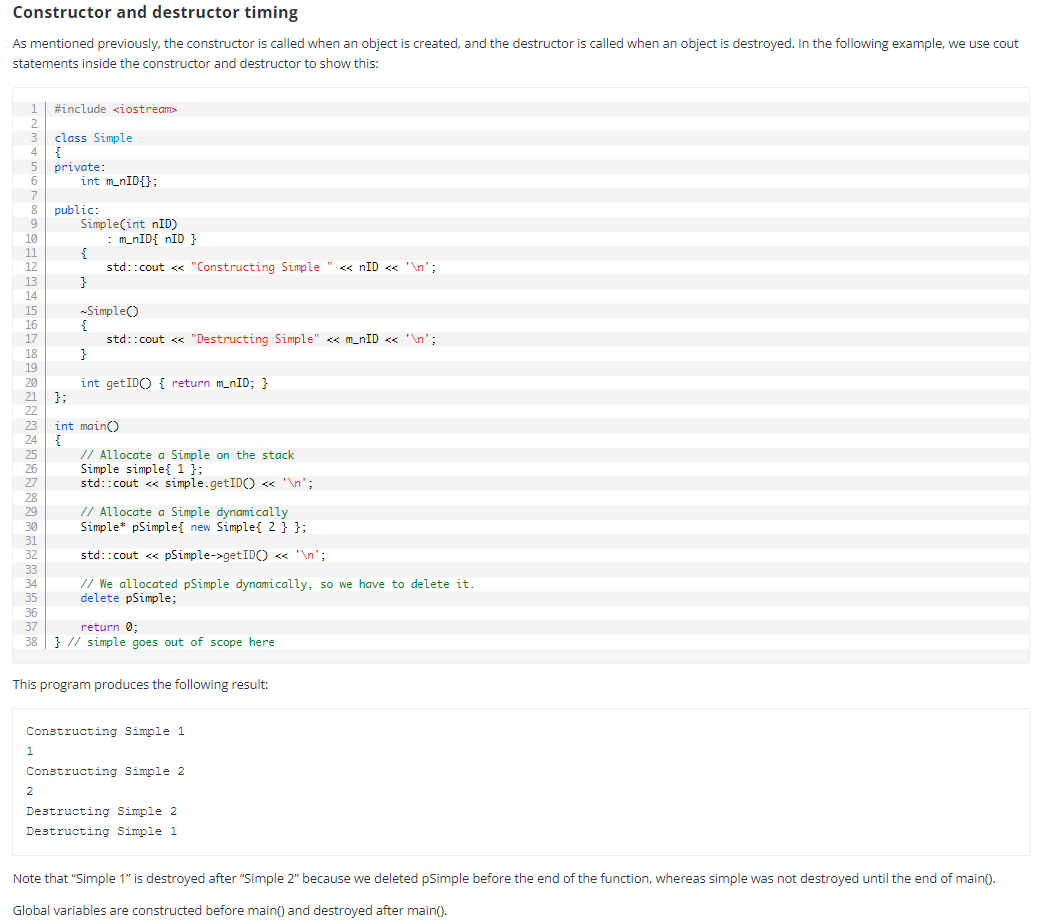 Constructor and destructor timing
As mentioned previously, the constructor is called when an object is created, and the destructor is called when an object is destroyed. In the following example, we use cout
statements inside the constructor and destructor to show this:
1 #include <iostream>
2
3 class Simple
4 {
5 private:
6     int m_nID{};
7
8 public:
9     Simple(int nID)
10         : m_nID{ nID }
11     {
12         std::cout << "Constructing Simple " << nID << '\n';
13     }
14
15     ~Simple()
16     {
17         std::cout << "Destructing Simple" << m_nID << '\n';
18     }
19
20     int getID() { return m_nID; }
21 };
22
23 int main()
24 {
25     // Allocate a Simple on the stack
26     Simple simple{ 1 };
27     std::cout << simple.getID() << '\n';
28
29     // Allocate a Simple dynamically
30     Simple* pSimple{ new Simple{ 2 } };
31
32     std::cout << pSimple->getID() << '\n';
33
34     // We allocated pSimple dynamically, so we have to delete it.
35     delete pSimple;
36
37     return 0;
38 } // simple goes out of scope here
This program produces the following result:
Constructing Simple 1
1
Constructing Simple 2
2
Destructing Simple 2
Destructing Simple 1
Note that “Simple 1” is destroyed after “Simple 2” because we deleted pSimple before the end of the function, whereas simple was not destroyed until the end of main().
Global variables are constructed before main() and destroyed after main().